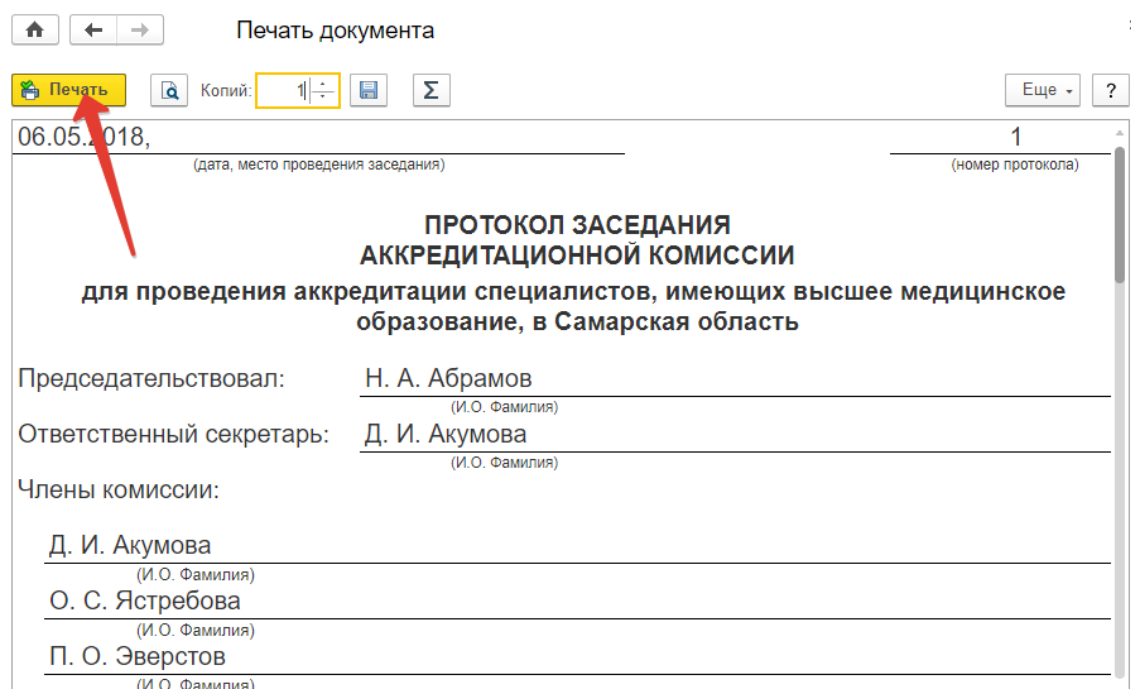 Печать документа
Печать Копий: 1 Σ Еще ?
06.05.2018, 1
(дата, место проведения заседания) (номер протокола)
ПРОТОКОЛ ЗАСЕДАНИЯ
АККРЕДИТАЦИОННОЙ КОМИССИИ
для проведения аккредитации специалистов, имеющих высшее медицинское
образование, в Самарская область
Председательствовал: Н. А. Абрамов
(И.О. Фамилия)
Ответственный секретарь: Д. И. Акумова
(И.О. Фамилия)
Члены комиссии:
Д. И. Акумова
(И.О. Фамилия)
О. С. Ястребова
(И.О. Фамилия)
П. О. Эверстов
(И.О. Фамилия)